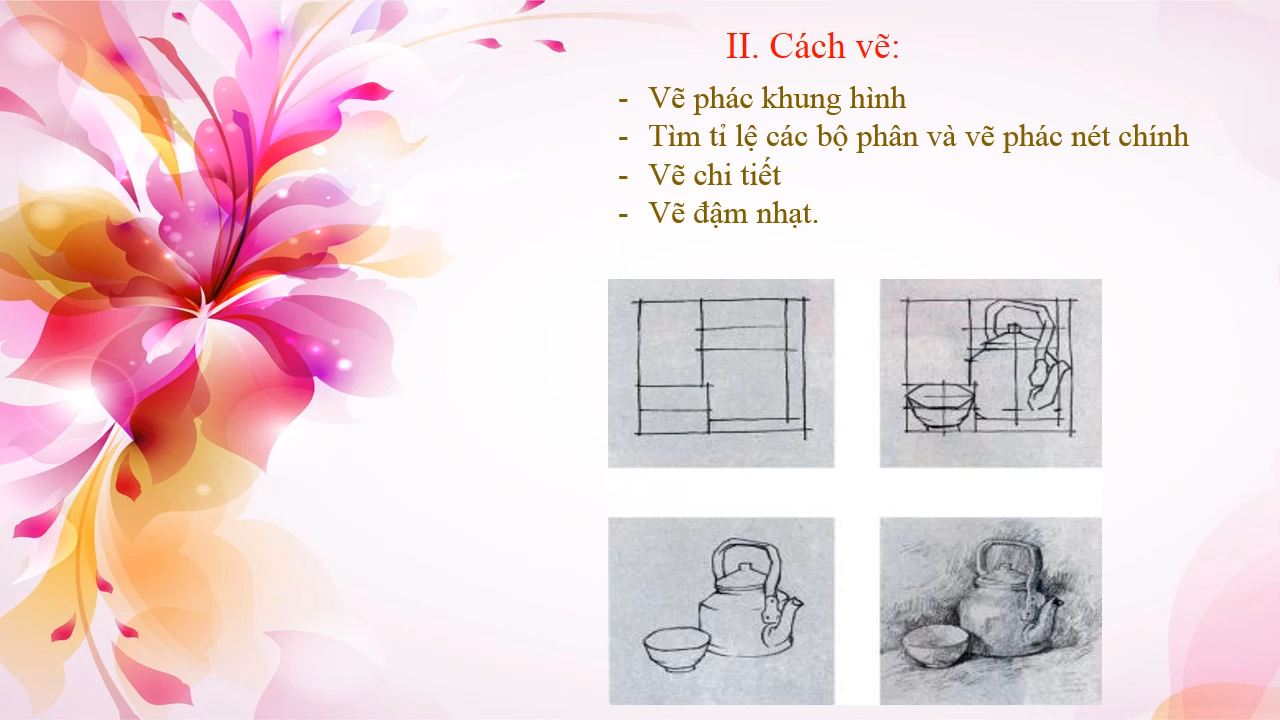 II. Cách vẽ:
- Vẽ phác khung hình
- Tìm tỉ lệ các bộ phân và vẽ phác nét chính
- Vẽ chi tiết
- Vẽ đậm nhạt.